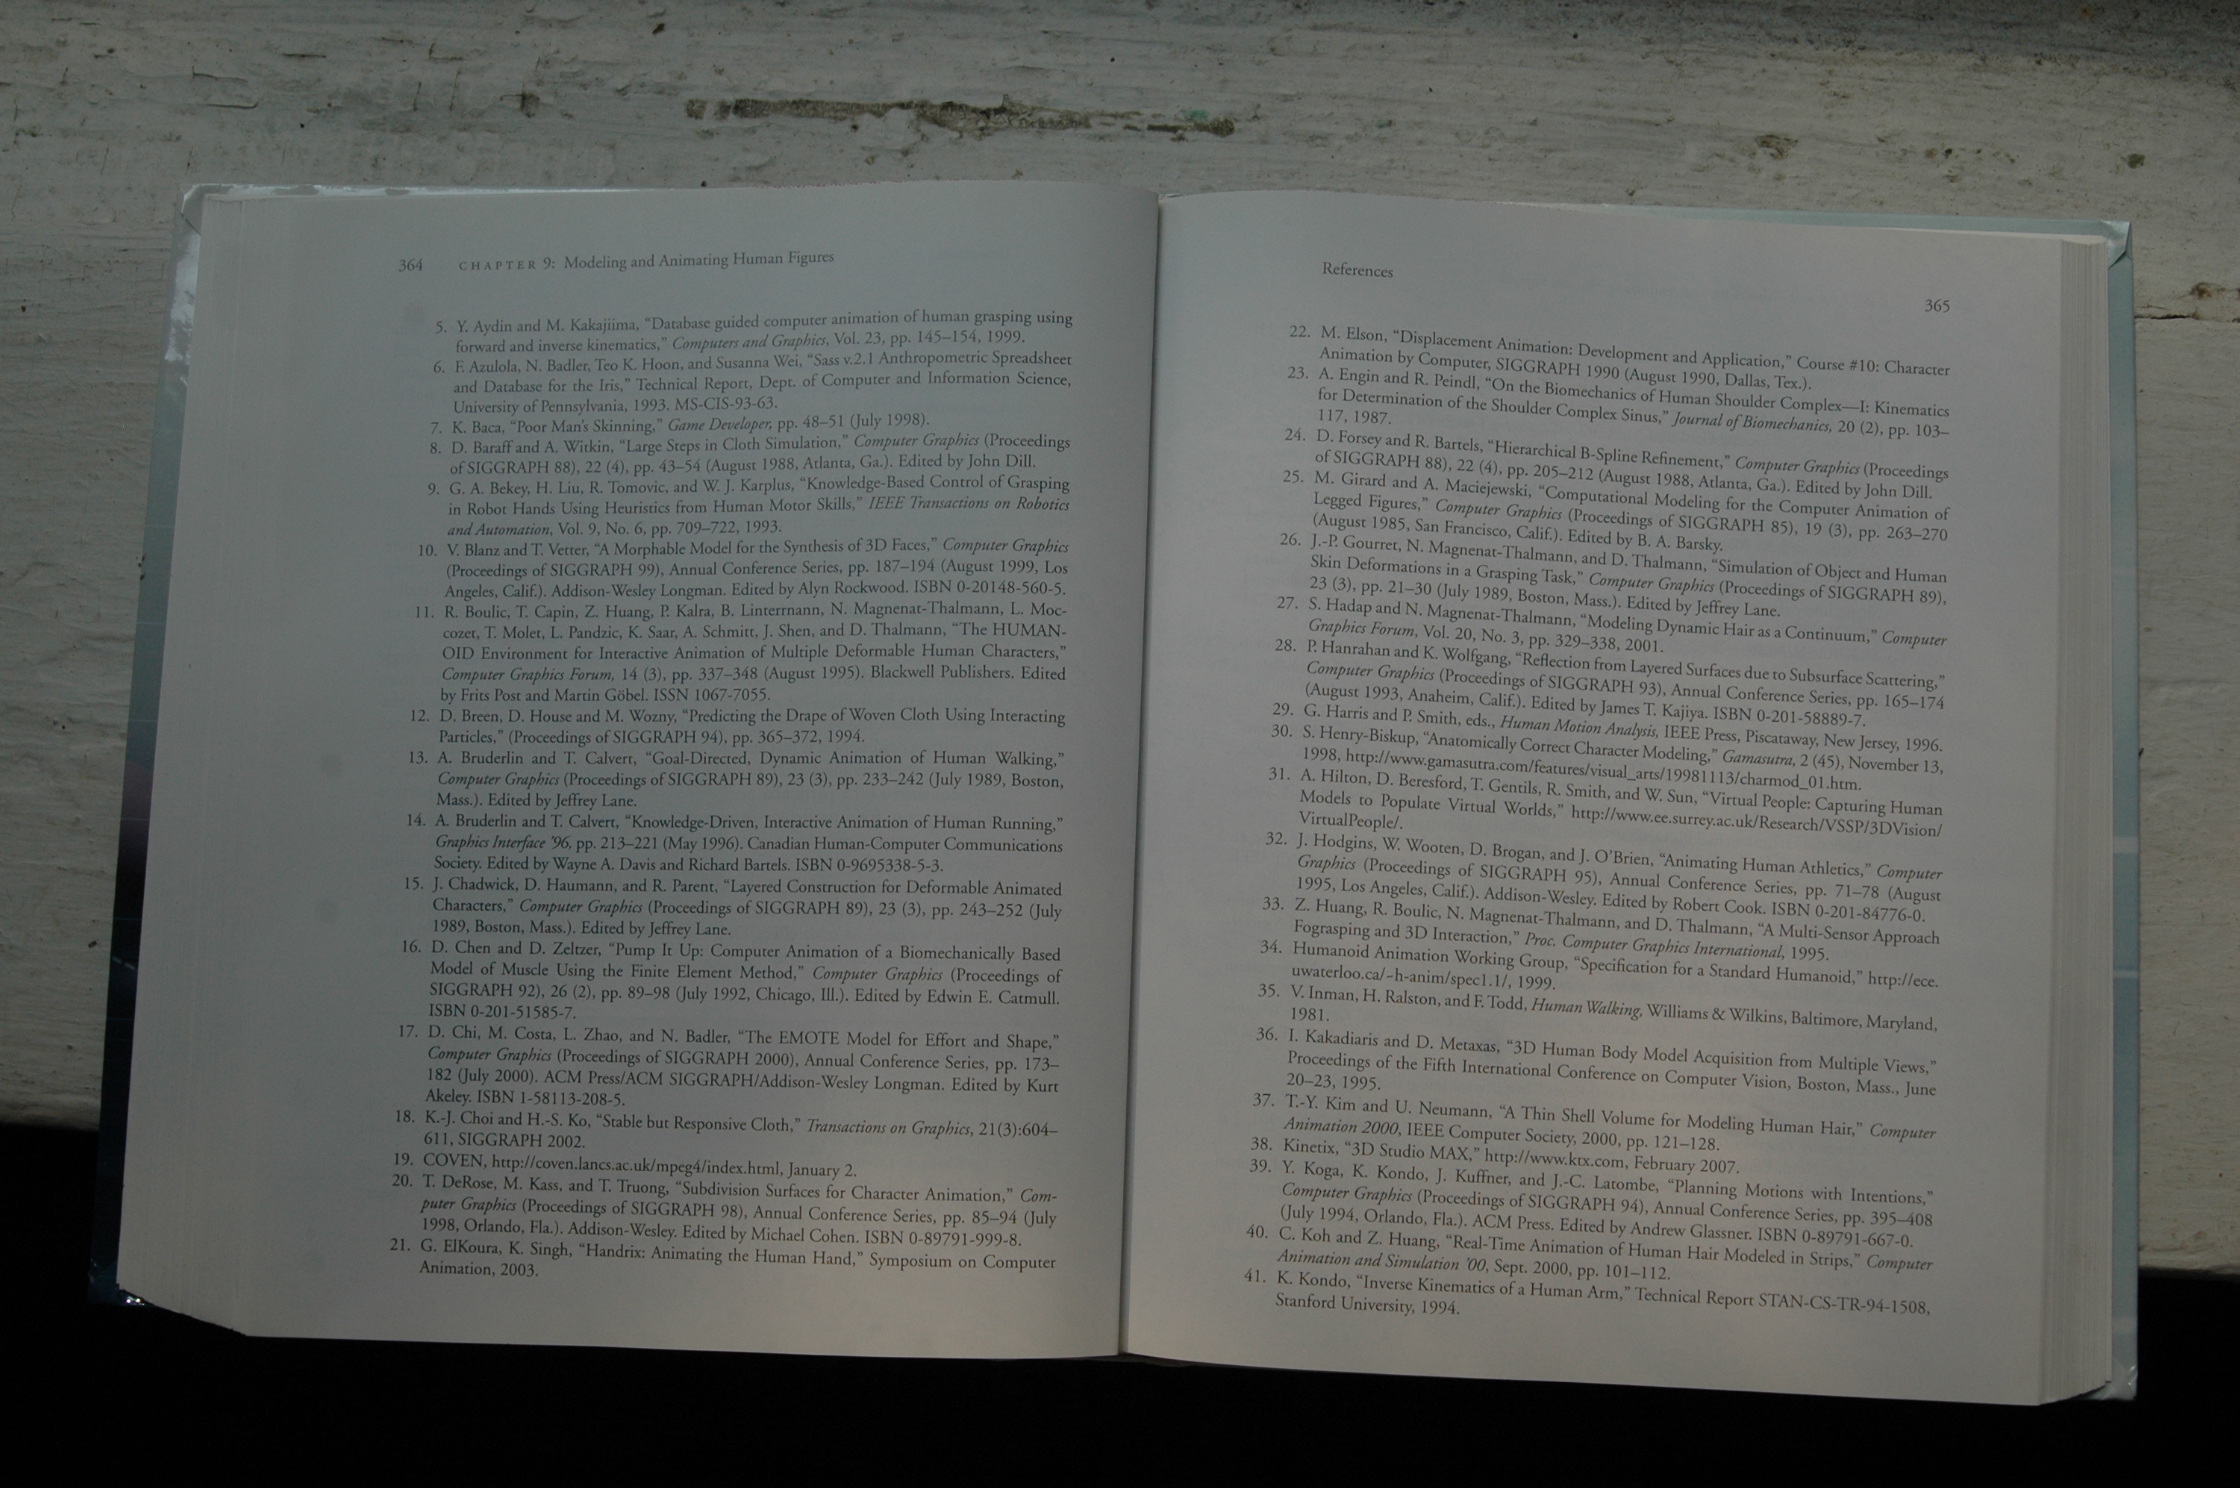 364 CHAPTER 9: Modeling and Animating Human Figures
5. Y. Aydin and M. Kakajiima, “Database guided computer animation of human grasping using
forward and inverse kinematics,” Computers and Graphics, Vol. 23, pp. 145–154, 1999.
6. F. Azulola, N. Badler, Teo K. Hoon, and Susanna Wei, “Sass v.2.1 Anthropometric Spreadsheet
and Database for the Iris,” Technical Report, Dept. of Computer and Information Science,
University of Pennsylvania, 1993. MS-CIS-93-63.
7. K. Baca, “Poor Man’s Skinning,” Game Developer, pp. 48–51 (July 1998).
8. D. Baraff and A. Witkin, “Large Steps in Cloth Simulation,” Computer Graphics (Proceedings
of SIGGRAPH 88), 22 (4), pp. 43–54 (August 1988, Atlanta, Ga.). Edited by John Dill.
9. G. A. Bekey, H. Liu, R. Tomovic, and W. J. Karplus, “Knowledge-Based Control of Grasping
in Robot Hands Using Heuristics from Human Motor Skills,” IEEE Transactions on Robotics
and Automation, Vol. 9, No. 6, pp. 709–722, 1993.
10. V. Blanz and T. Vetter, “A Morphable Model for the Synthesis of 3D Faces,” Computer Graphics
(Proceedings of SIGGRAPH 99), Annual Conference Series, pp. 187–194 (August 1999, Los
Angeles, Calif.). Addison-Wesley Longman. Edited by Alyn Rockwood. ISBN 0-20148-560-5.
11. R. Boulic, T. Capin, Z. Huang, P. Kalra, B. Linterrnann, N. Magnenat-Thalmann, L. Moc-
cozet, T. Molet, L. Pandzic, K. Saar, A. Schmitt, J. Shen, and D. Thalmann, “The HUMAN-
OID Environment for Interactive Animation of Multiple Deformable Human Characters,”
Computer Graphics Forum, 14 (3), pp. 337–348 (August 1995). Blackwell Publishers. Edited
by Frits Post and Martin Göbel. ISSN 1067-7055.
12. D. Breen, D. House and M. Wozny, “Predicting the Drape of Woven Cloth Using Interacting
Particles,” (Proceedings of SIGGRAPH 94), pp. 365–372, 1994.
13. A. Bruderlin and T. Calvert, “Goal-Directed, Dynamic Animation of Human Walking,”
Computer Graphics (Proceedings of SIGGRAPH 89), 23 (3), pp. 233–242 (July 1989, Boston,
Mass.). Edited by Jeffrey Lane.
14. A. Bruderlin and T. Calvert, “Knowledge-Driven, Interactive Animation of Human Running,”
Graphics Interface ’96, pp. 213–221 (May 1996). Canadian Human-Computer Communications
Society. Edited by Wayne A. Davis and Richard Bartels. ISBN 0-9695338-5-3.
15. J. Chadwick, D. Haumann, and R. Parent, “Layered Construction for Deformable Animated
Characters,” Computer Graphics (Proceedings of SIGGRAPH 89), 23 (3), pp. 243–252 (July
1989, Boston, Mass.). Edited by Jeffrey Lane.
16. D. Chen and D. Zeltzer, “Pump It Up: Computer Animation of a Biomechanically Based
Model of Muscle Using the Finite Element Method,” Computer Graphics (Proceedings of
SIGGRAPH 92), 26 (2), pp. 89–98 (July 1992, Chicago, Ill.). Edited by Edwin E. Catmull.
ISBN 0-201-51585-7.
17. D. Chi, M. Costa, L. Zhao, and N. Badler, “The EMOTE Model for Effort and Shape,”
Computer Graphics (Proceedings of SIGGRAPH 2000), Annual Conference Series, pp. 173–
182 (July 2000). ACM Press/ACM SIGGRAPH/Addison-Wesley Longman. Edited by Kurt
Akeley. ISBN 1-58113-208-5.
18. K.-J. Choi and H.-S. Ko, “Stable but Responsive Cloth,” Transactions on Graphics, 21(3):604–
611, SIGGRAPH 2002.
19. COVEN, http://coven.lancs.ac.uk/mpeg4/index.html, January 2.
20. T. DeRose, M. Kass, and T. Truong, “Subdivision Surfaces for Character Animation,” Com-
puter Graphics (Proceedings of SIGGRAPH 98), Annual Conference Series, pp. 85–94 (July
1998, Orlando, Fla.). Addison-Wesley. Edited by Michael Cohen. ISBN 0-89791-999-8.
21. G. ElKoura, K. Singh, “Handrix: Animating the Human Hand,” Symposium on Computer
Animation, 2003.
References
365
22. M. Elson, “Displacement Animation: Development and Application,” Course #10: Character
Animation by Computer, SIGGRAPH 1990 (August 1990, Dallas, Tex.).
23. A. Engin and R. Peindl, “On the Biomechanics of Human Shoulder Complex—I: Kinematics
for Determination of the Shoulder Complex Sinus,” Journal of Biomechanics, 20 (2), pp. 103–
117, 1987.
24. D. Forsey and R. Bartels, “Hierarchical B-Spline Refinement,” Computer Graphics (Proceedings
of SIGGRAPH 88), 22 (4), pp. 205–212 (August 1988, Atlanta, Ga.). Edited by John Dill.
25. M. Girard and A. Maciejewski, “Computational Modeling for the Computer Animation of
Legged Figures,” Computer Graphics (Proceedings of SIGGRAPH 85), 19 (3), pp. 263–270
(August 1985, San Francisco, Calif.). Edited by B. A. Barsky.
26. J.-P. Gourret, N. Magnenat-Thalmann, and D. Thalmann, “Simulation of Object and Human
Skin Deformations in a Grasping Task,” Computer Graphics (Proceedings of SIGGRAPH 89),
23 (3), pp. 21–30 (July 1989, Boston, Mass.). Edited by Jeffrey Lane.
27. S. Hadap and N. Magnenat-Thalmann, “Modeling Dynamic Hair as a Continuum,” Computer
Graphics Forum, Vol. 20, No. 3, pp. 329–338, 2001.
28. P. Hanrahan and K. Wolfgang, “Reflection from Layered Surfaces due to Subsurface Scattering,”
Computer Graphics (Proceedings of SIGGRAPH 93), Annual Conference Series, pp. 165–174
(August 1993, Anaheim, Calif.). Edited by James T. Kajiya. ISBN 0-201-58889-7.
29. G. Harris and P. Smith, eds., Human Motion Analysis, IEEE Press, Piscataway, New Jersey, 1996.
30. S. Henry-Biskup, “Anatomically Correct Character Modeling,” Gamasutra, 2 (45), November 13,
1998, http://www.gamasutra.com/features/visual_arts/19981113/charmod_01.htm.
31. A. Hilton, D. Beresford, T. Gentils, R. Smith, and W. Sun, “Virtual People: Capturing Human
Models to Populate Virtual Worlds,” http://www.ee.surrey.ac.uk/Research/VSSP/3DVision/
VirtualPeople/.
32. J. Hodgins, W. Wooten, D. Brogan, and J. O’Brien, “Animating Human Athletics,” Computer
Graphics (Proceedings of SIGGRAPH 95), Annual Conference Series, pp. 71–78 (August
1995, Los Angeles, Calif.). Addison-Wesley. Edited by Robert Cook. ISBN 0-201-84776-0.
33. Z. Huang, R. Boulic, N. Magnenat-Thalmann, and D. Thalmann, “A Multi-Sensor Approach
Fograsping and 3D Interaction,” Proc. Computer Graphics International, 1995.
34. Humanoid Animation Working Group, “Specification for a Standard Humanoid,” http://ece.
uwaterloo.ca/~h-anim/spec1.1/, 1999.
35. V. Inman, H. Ralston, and F. Todd, Human Walking, Williams & Wilkins, Baltimore, Maryland,
1981.
36. I. Kakadiaris and D. Metaxas, “3D Human Body Model Acquisition from Multiple Views,”
Proceedings of the Fifth International Conference on Computer Vision, Boston, Mass., June
20–23, 1995.
37. T.-Y. Kim and U. Neumann, “A Thin Shell Volume for Modeling Human Hair,” Computer
Animation 2000, IEEE Computer Society, 2000, pp. 121–128.
38. Kinetix, “3D Studio MAX,” http://www.ktx.com, February 2007.
39. Y. Koga, K. Kondo, J. Kuffner, and J.-C. Latombe, “Planning Motions with Intentions,”
Computer Graphics (Proceedings of SIGGRAPH 94), Annual Conference Series, pp. 395–408
(July 1994, Orlando, Fla.). ACM Press. Edited by Andrew Glassner. ISBN 0-89791-667-0.
40. C. Koh and Z. Huang, “Real-Time Animation of Human Hair Modeled in Strips,” Computer
Animation and Simulation ’00, Sept. 2000, pp. 101–112.
41. K. Kondo, “Inverse Kinematics of a Human Arm,” Technical Report STAN-CS-TR-94-1508,
Stanford University, 1994.